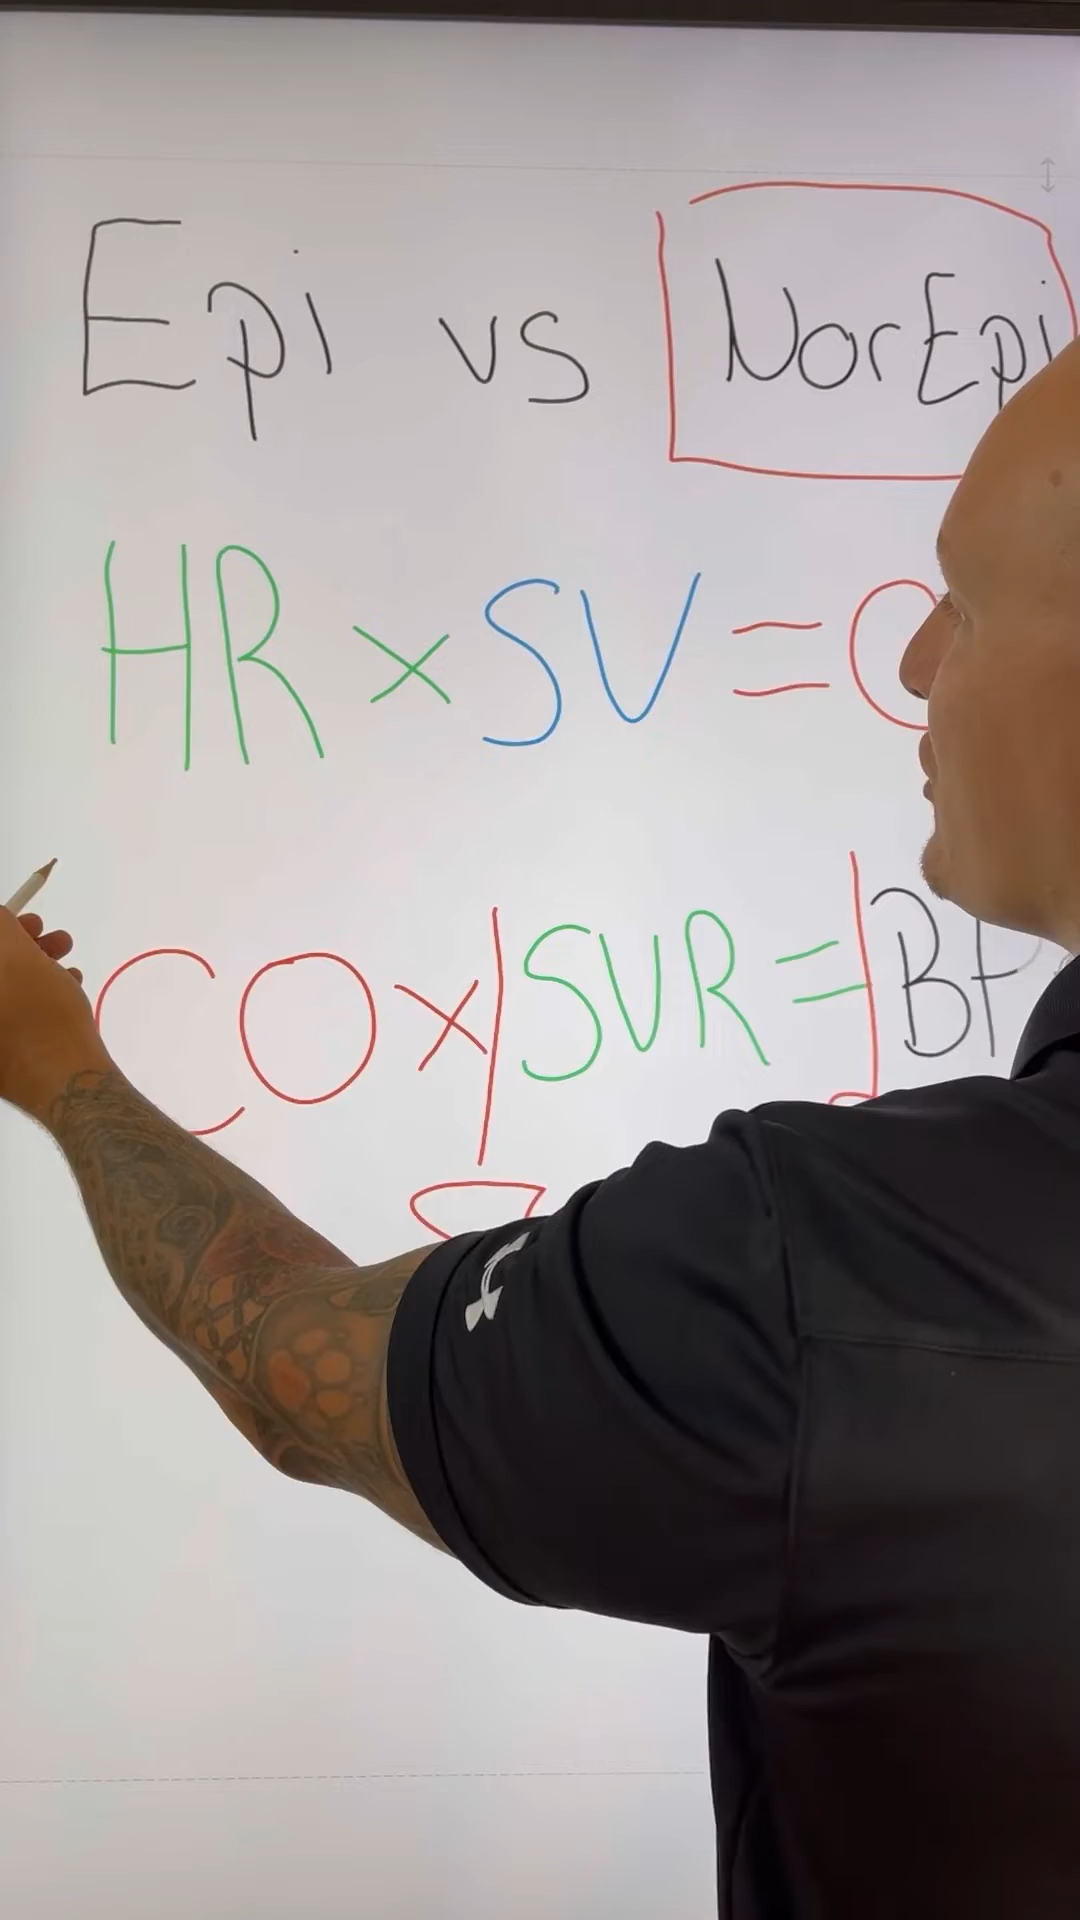 Epi vs NorEpi
HR x SV =
CO x SVR = BP